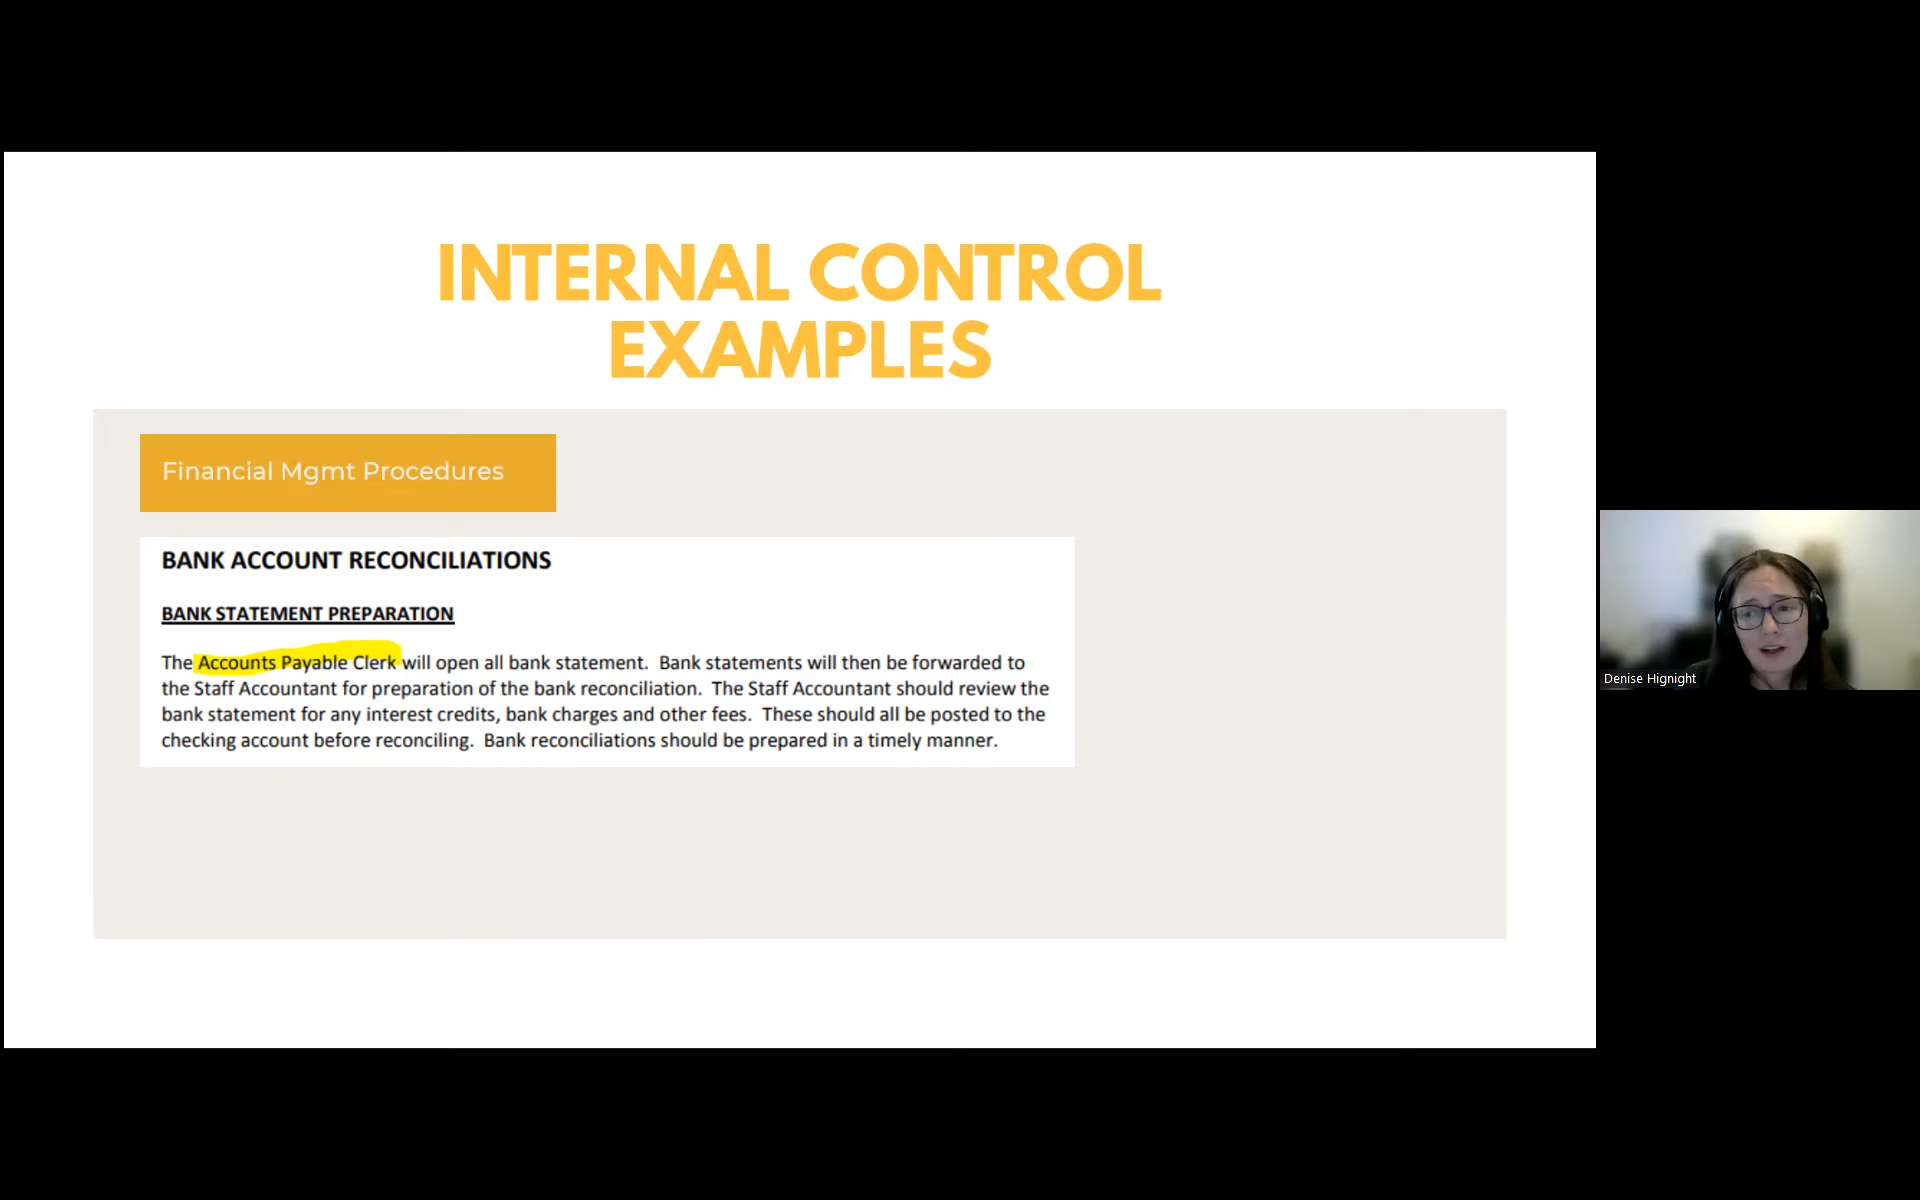 INTERNAL CONTROL
EXAMPLES
Financial Mgmt Procedures
BANK ACCOUNT RECONCILIATIONS
BANK STATEMENT PREPARATION
The Accounts Payable Clerk will open all bank statement.  Bank statements will then be forwarded to
the Staff Accountant for preparation of the bank reconciliation.  The Staff Accountant should review the
bank statement for any interest credits, bank charges and other fees.  These should all be posted to the
checking account before reconciling.  Bank reconciliations should be prepared in a timely manner.
Denise Hignight